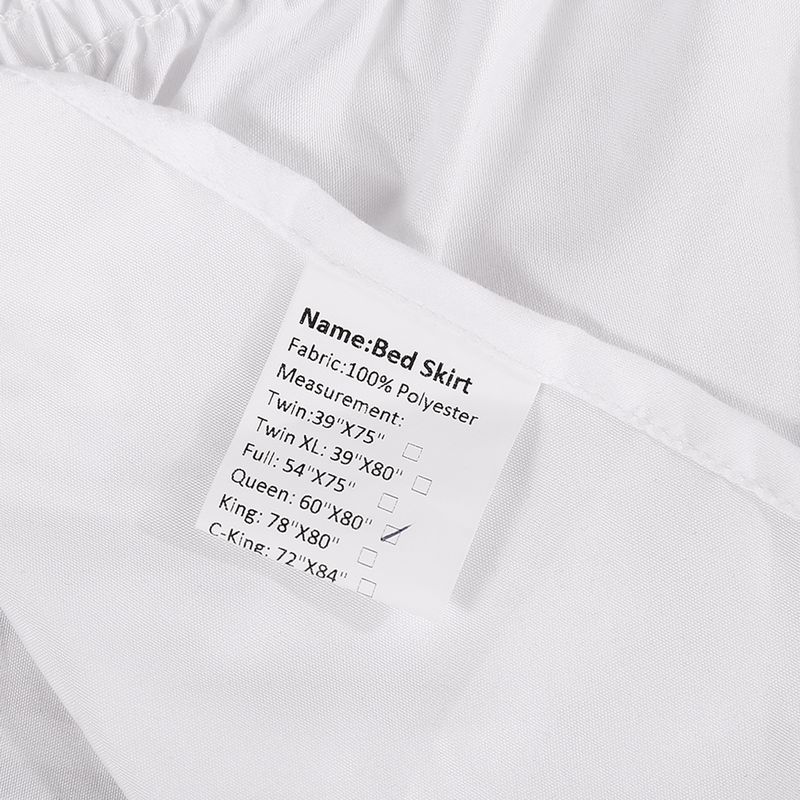 Name:Bed Skirt
Fabric:100% Polyester
Measurement:
Twin:39"X75" ☐
Twin XL: 39"X80" ☐
Full: 54"X75" ☐
Queen: 60"X80" ☑
King: 78"X80" ☐
C-King: 72"X84" ☐